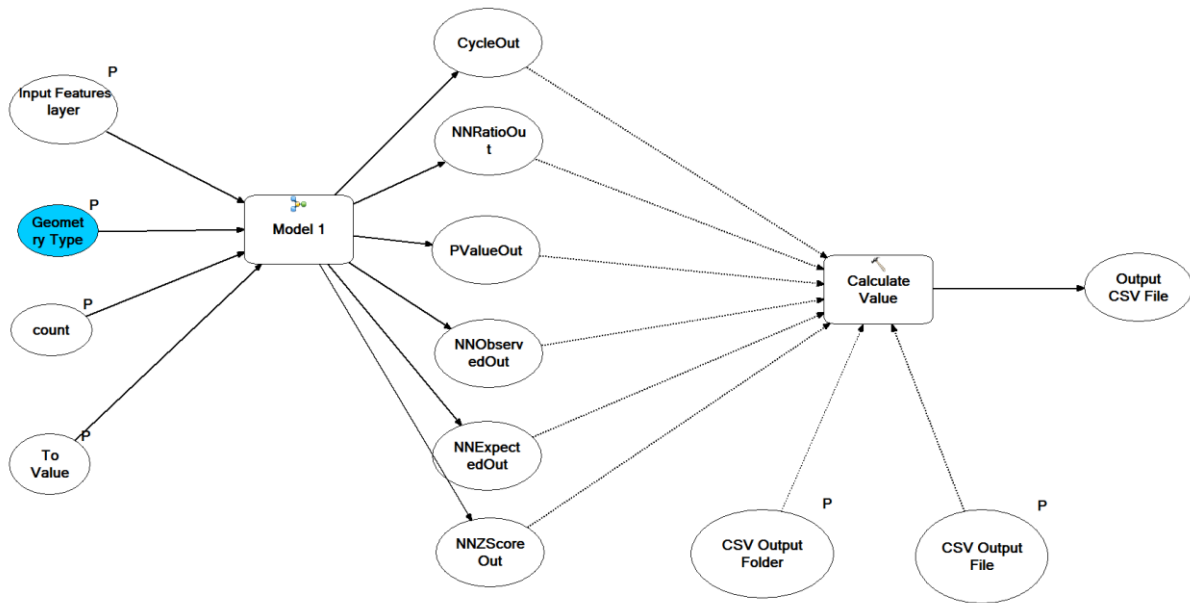 P
Input Features
layer
P
Geomet
ry Type
P
count
P
To
Value
Model 1
CycleOut
NNRatioOu
t
PValueOut
NNObserv
edOut
NNExpect
edOut
NNZScore
Out
Calculate
Value
Output
CSV File
P
CSV Output
Folder
P
CSV Output
File